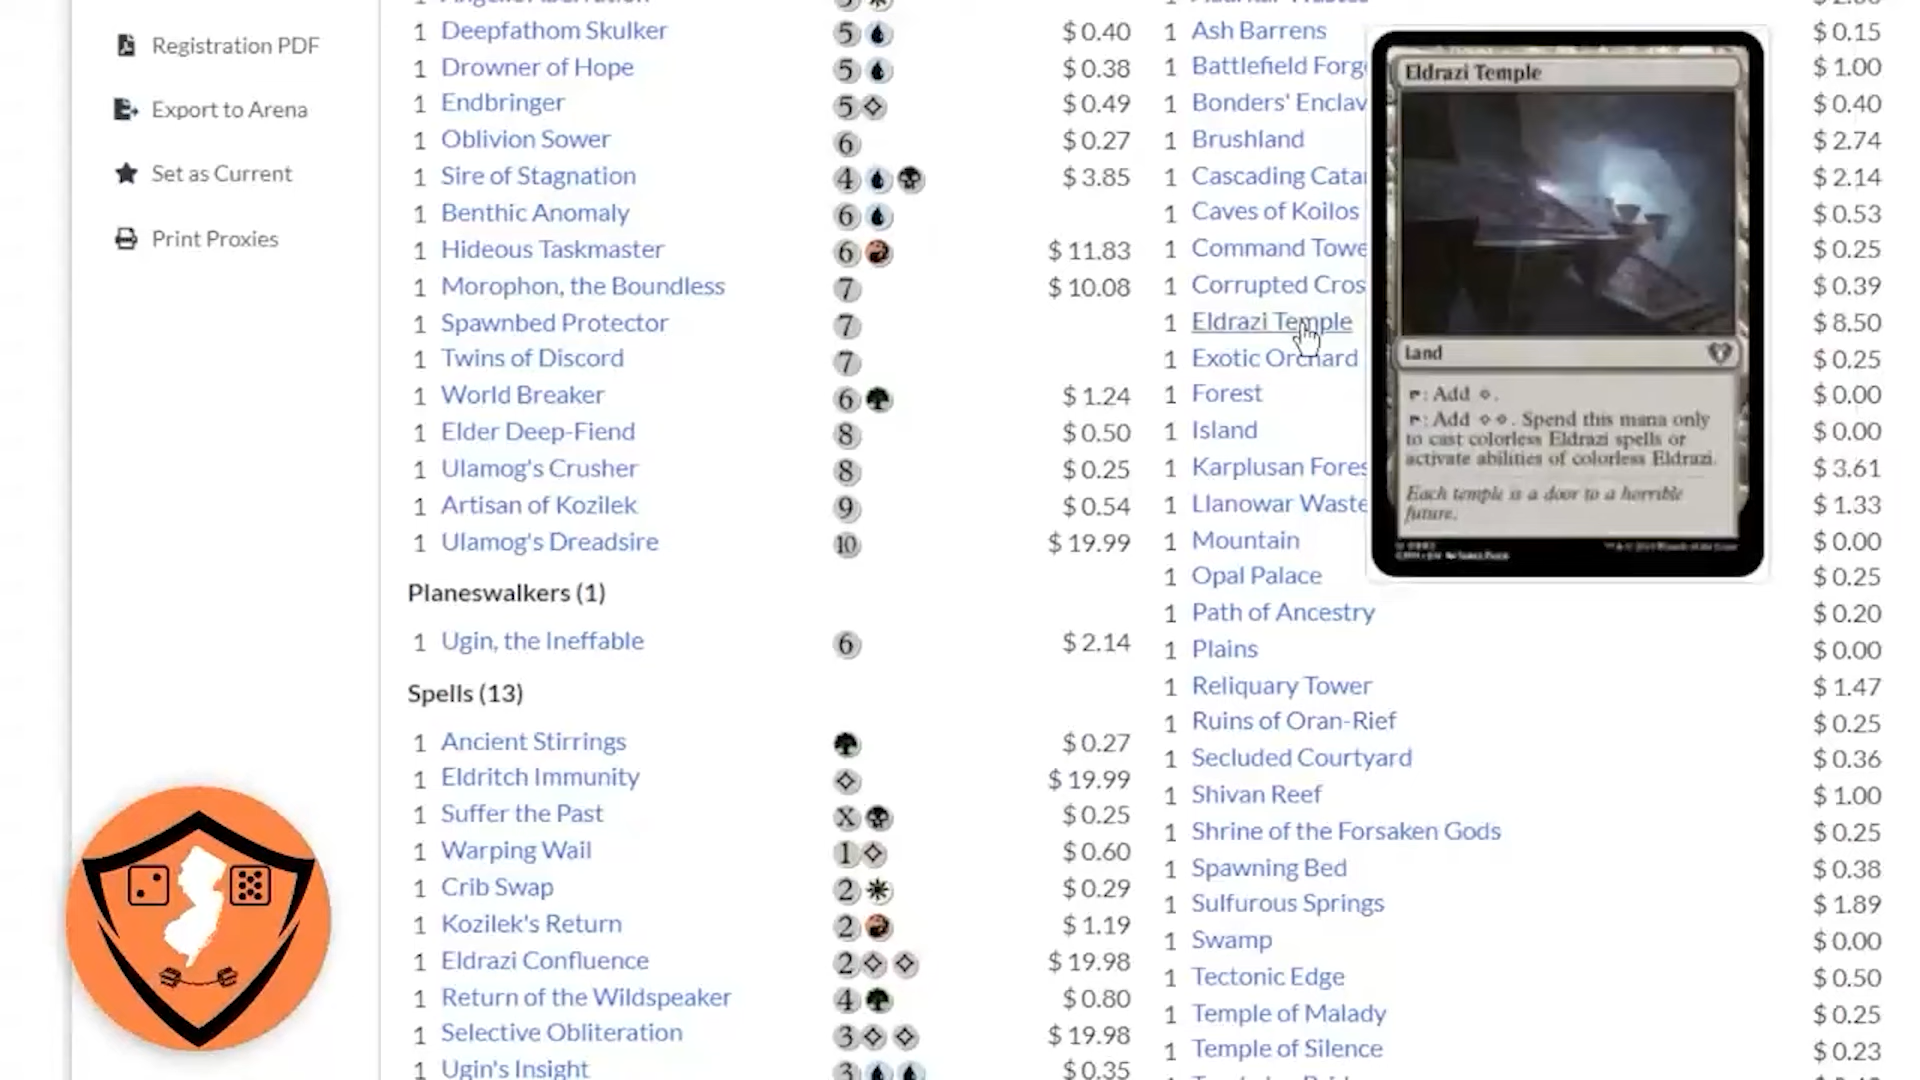 Registration PDF
Export to Arena
Set as Current
Print Proxies
1 Deepfathom Skulker 5 $ 0.40
1 Drowner of Hope 5 $ 0.38
1 Endbringer 5 $ 0.49
1 Oblivion Sower 6 $ 0.27
1 Sire of Stagnation 4 $ 3.85
1 Benthic Anomaly 6
1 Hideous Taskmaster 6 $ 11.83
1 Morophon, the Boundless 7 $ 10.08
1 Spawnbed Protector 7
1 Twins of Discord 7
1 World Breaker 6 $ 1.24
1 Elder Deep-Fiend 8 $ 0.50
1 Ulamog's Crusher 8 $ 0.25
1 Artisan of Kozilek 9 $ 0.54
1 Ulamog's Dreadsire 10 $ 19.99
Planeswalkers (1)
1 Ugin, the Ineffable 6 $ 2.14
Spells (13)
1 Ancient Stirrings $ 0.27
1 Eldritch Immunity $ 19.99
1 Suffer the Past X $ 0.25
1 Warping Wail 1 $ 0.60
1 Crib Swap 2 $ 0.29
1 Kozilek's Return 2 $ 1.19
1 Eldrazi Confluence 2 $ 19.98
1 Return of the Wildspeaker 4 $ 0.80
1 Selective Obliteration 3 $ 19.98
1 Ugin's Insight 3 $ 0.35
1 Ash Barrens $ 0.15
1 Battlefield Forg $ 1.00
1 Bonders' Enclav $ 0.40
1 Brushland $ 2.74
1 Cascading Cata $ 2.14
1 Caves of Koilos $ 0.53
1 Command Towe $ 0.25
1 Corrupted Cros $ 0.39
1 Eldrazi Temple $ 8.50
1 Exotic Orchard $ 0.25
1 Forest $ 0.00
1 Island $ 0.00
1 Karplusan Fores $ 3.61
1 Llanowar Waste $ 1.33
1 Mountain $ 0.00
1 Opal Palace $ 0.25
1 Path of Ancestry $ 0.20
1 Plains $ 0.00
1 Reliquary Tower $ 1.47
1 Ruins of Oran-Rief $ 0.25
1 Secluded Courtyard $ 0.36
1 Shivan Reef $ 1.00
1 Shrine of the Forsaken Gods $ 0.25
1 Spawning Bed $ 0.38
1 Sulfurous Springs $ 1.89
1 Swamp $ 0.00
1 Tectonic Edge $ 0.50
1 Temple of Malady $ 0.25
1 Temple of Silence $ 0.23
Eldrazi Temple
Land
: Add .
: Add . Spend this mana only
to cast colorless Eldrazi spells or
activate abilities of colorless Eldrazi.
Each temple is a door to a horrible
future.